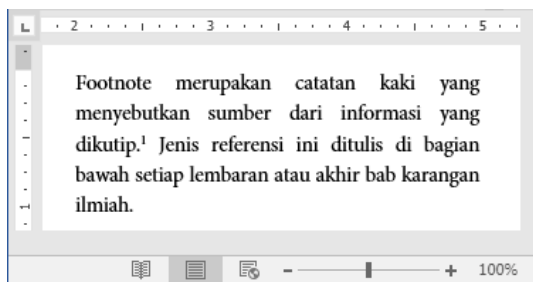 L 2 3 4 5
Footnote merupakan catatan kaki yang
menyebutkan sumber dari informasi yang
dikutip.¹ Jenis referensi ini ditulis di bagian
bawah setiap lembaran atau akhir bab karangan
ilmiah.
1
100%